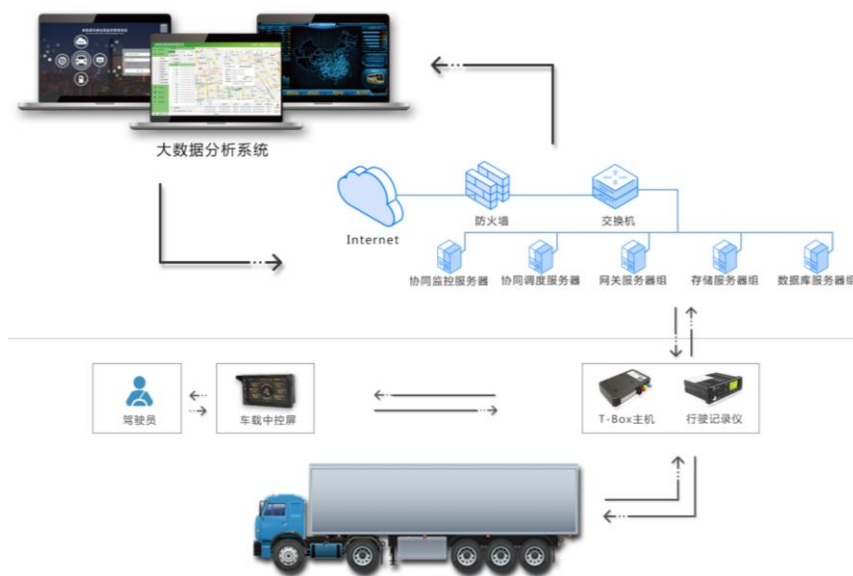 大数据分析系统
防火墙
交换机
Internet
协同监控服务器
协同调度服务器
网关服务器组
存储服务器组
数据库服务器组
驾驶员
车载中控屏
T-Box主机
行驶记录仪